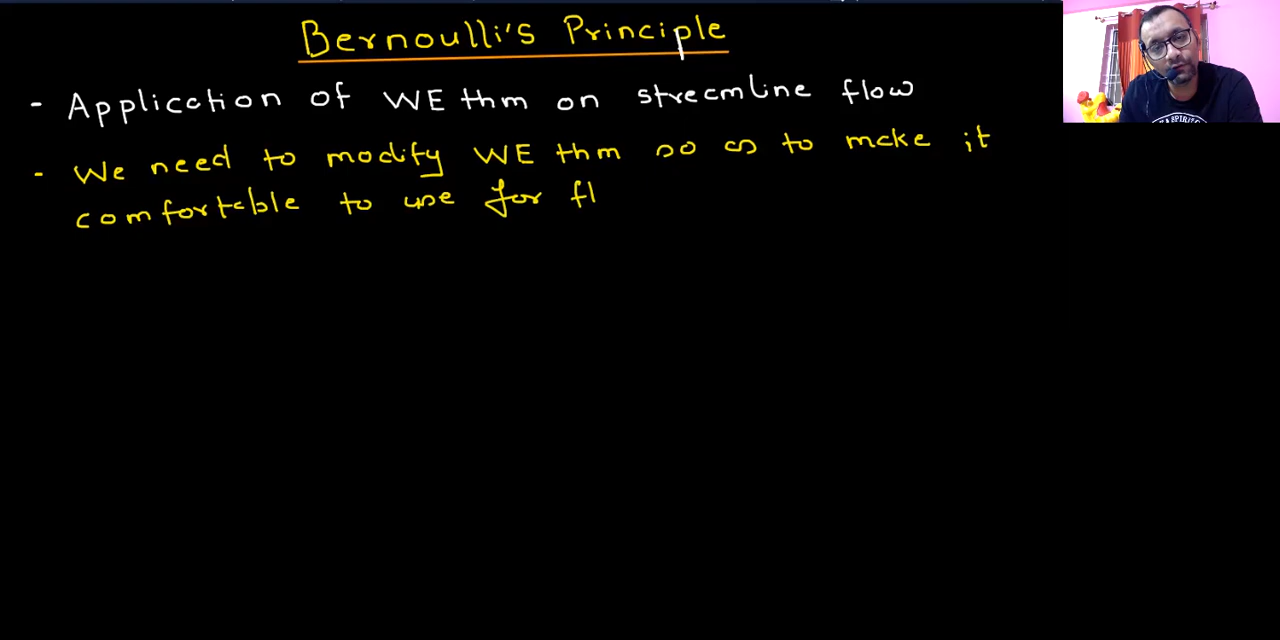 Bernoulli's Principle
- Application of WE thm on streamline flow
- We need to modify WE thm so as to make it
comfortable to use for fl